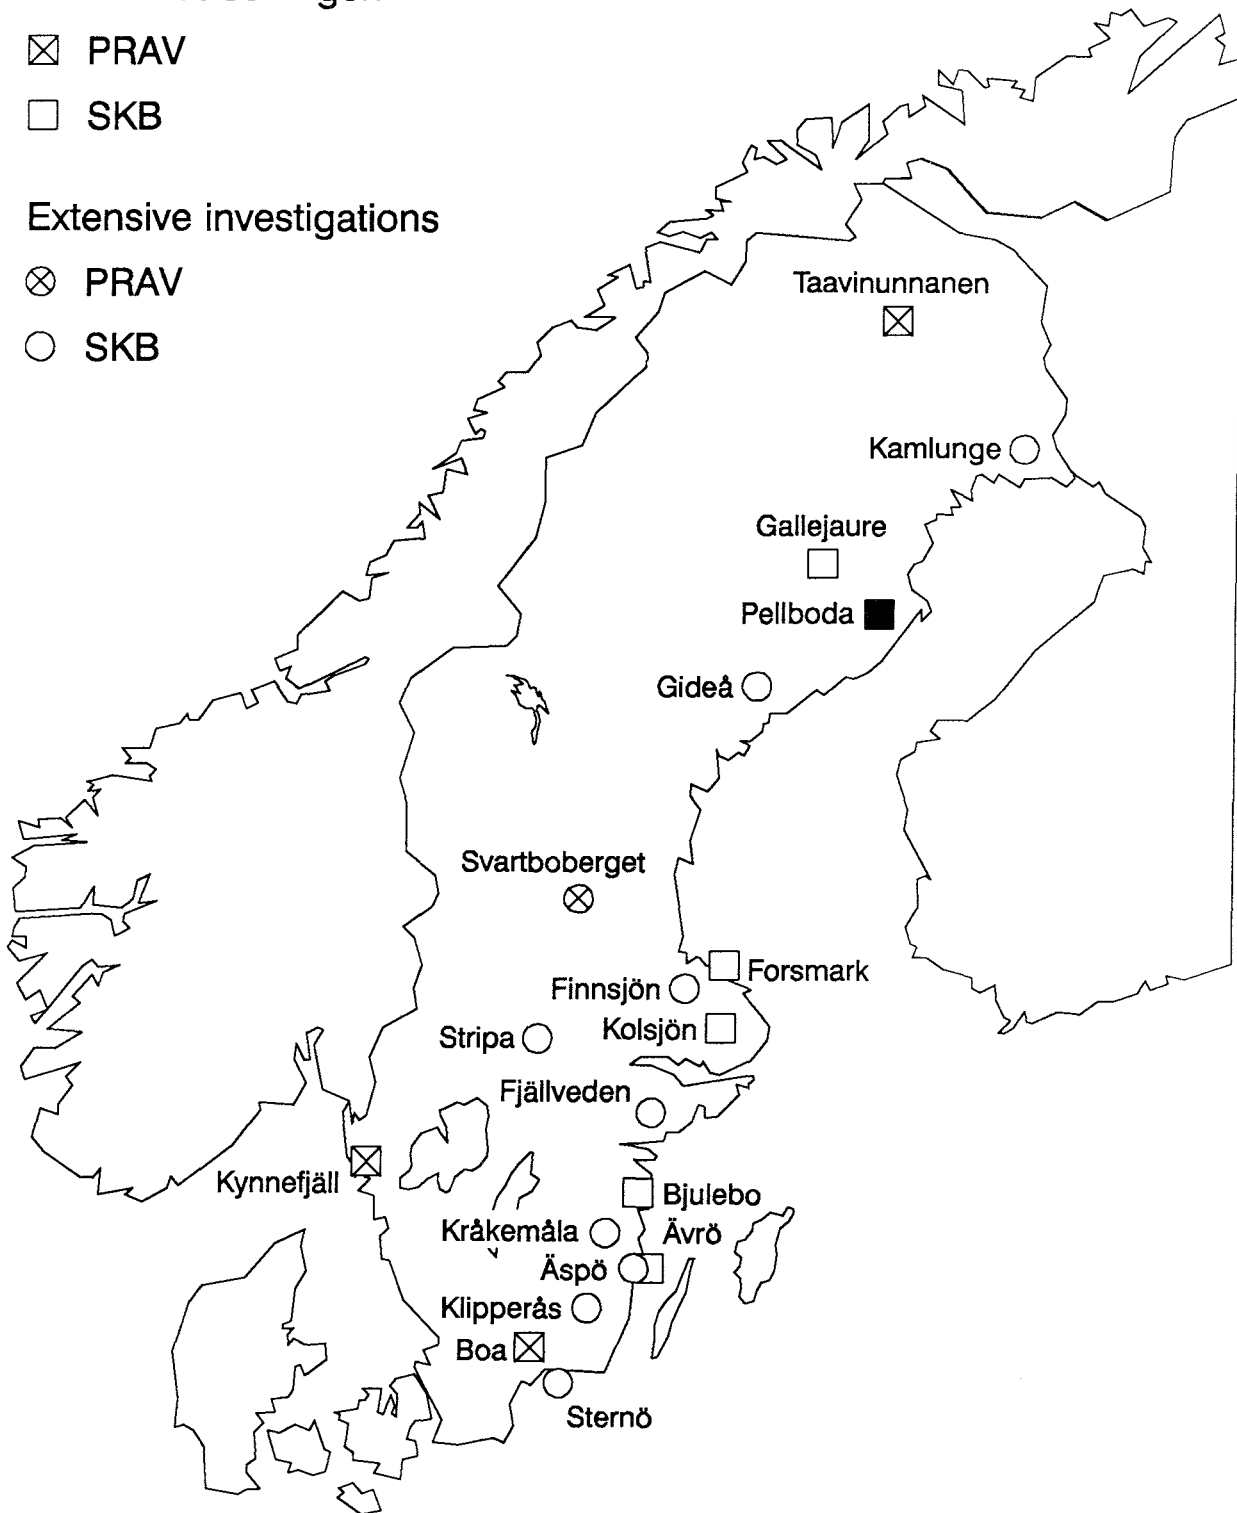 PRAV
SKB
Extensive investigations
PRAV
SKB
Taavinunnanen
Kamlunge
Gallejaure
Pellboda
Gideå
Svartboberget
Forsmark
Finnsjön
Kolsjön
Stripa
Fjällveden
Kynnefjäll
Bjulebo
Kråkemåla
Ävrö
Äspö
Klipperås
Boa
Sternö